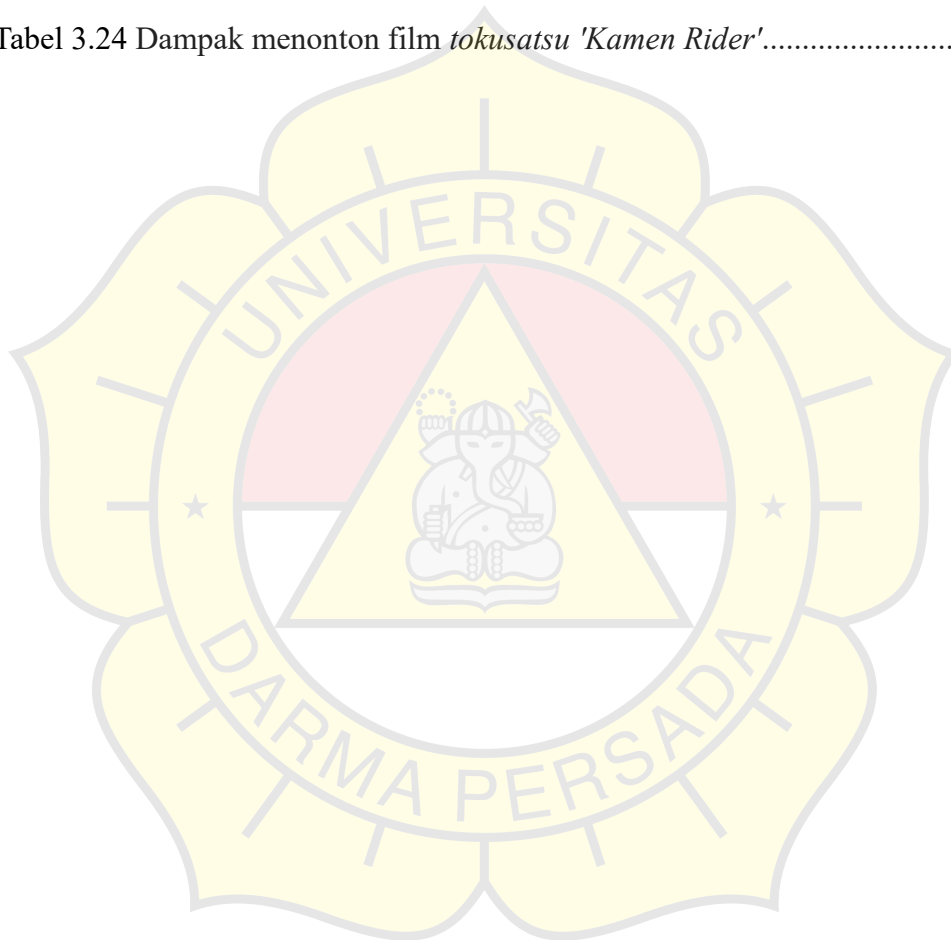 Tabel 3.24 Dampak menonton film tokusatsu 'Kamen Rider'........................
UNIVERSITAS
DARMA PERSADA